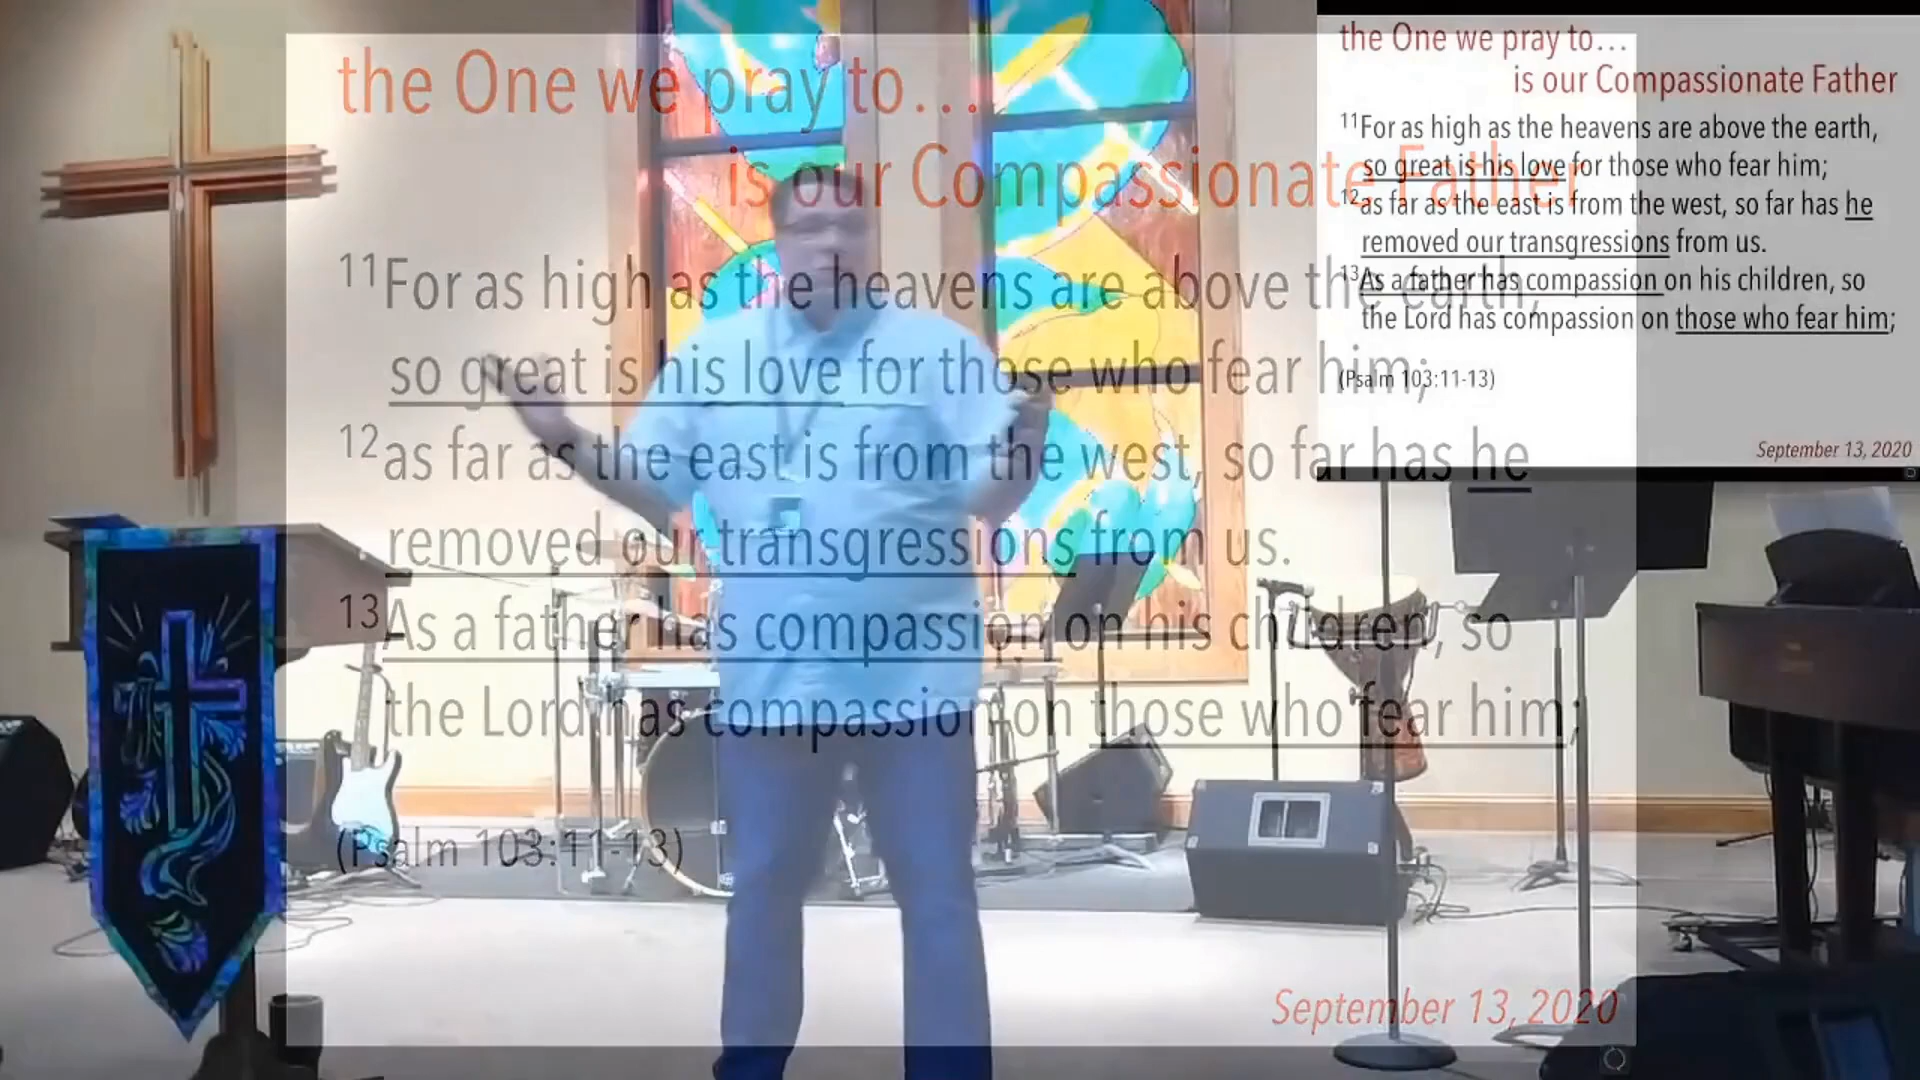 the One we pray to…
is our Compassionate Father
11For as high as the heavens are above the earth,
so great is his love for those who fear him;
12as far as the east is from the west, so far has he
removed our transgressions from us.
13As a father has compassion on his children, so
the Lord has compassion on those who fear him;
(Psalm 103:11-13)
September 13, 2020
the One we pray to…
is our Compassionate Father
11For as high as the heavens are above the earth,
so great is his love for those who fear him;
12as far as the east is from the west, so far has he
removed our transgressions from us.
13As a father has compassion on his children, so
the Lord has compassion on those who fear him;
(Psalm 103:11-13)
September 13, 2020